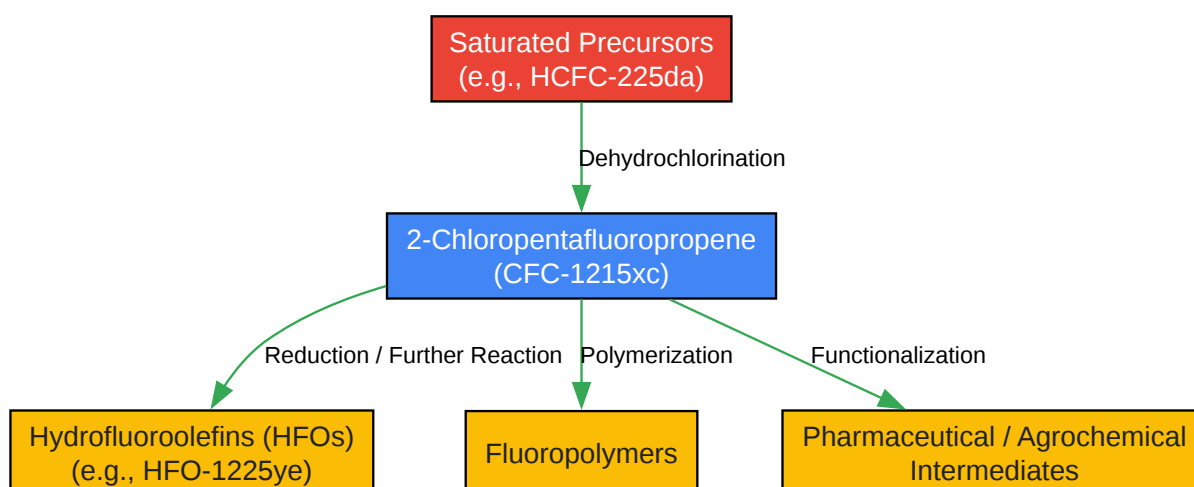 Saturated Precursors
(e.g., HCFC-225da)
Dehydrochlorination
2-Chloropentafluoropropene
(CFC-1215xc)
Reduction / Further Reaction
Polymerization
Functionalization
Hydrofluoroolefins (HFOs)
(e.g., HFO-1225ye)
Fluoropolymers
Pharmaceutical / Agrochemical
Intermediates